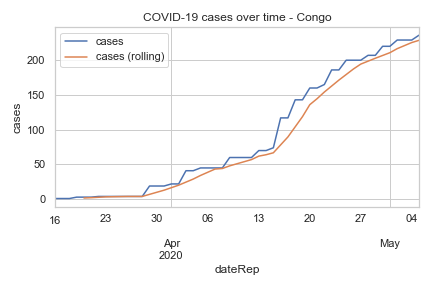 COVID-19 cases over time - Congo
cases
cases (rolling)
200
150
100
50
0
cases
16 23 30 06 13 20 27 04
Apr May
2020
dateRep